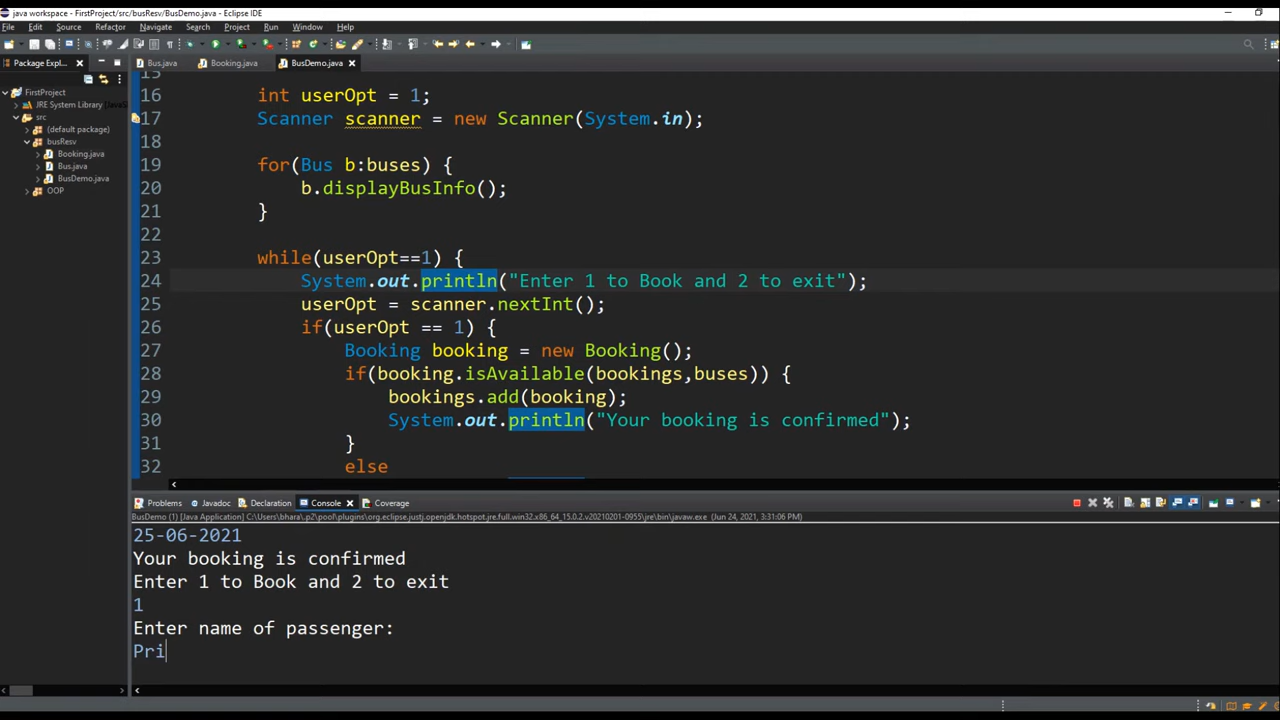 java workspace - FirstProject/src/busResv/BusDemo.java - Eclipse IDE
File Edit Source Refactor Navigate Search Project Run Window Help
Package Expl...
Bus.java Booking.java BusDemo.java
FirstProject
JRE System Library
src
(default package)
busResv
Booking.java
Bus.java
BusDemo.java
OOP
15
16 int userOpt = 1;
17 Scanner scanner = new Scanner(System.in);
18
19 for(Bus b:buses) {
20 b.displayBusInfo();
21 }
22
23 while(userOpt==1) {
24 System.out.println("Enter 1 to Book and 2 to exit");
25 userOpt = scanner.nextInt();
26 if(userOpt == 1) {
27 Booking booking = new Booking();
28 if(booking.isAvailable(bookings,buses)) {
29 bookings.add(booking);
30 System.out.println("Your booking is confirmed");
31 }
32 else
Problems Javadoc Declaration Console Coverage
BusDemo (1) [Java Application] C:\Users\bhara\.p2\pool\plugins\org.eclipse.justj.openjdk.hotspot.jre.full.win32.x86_64_15.0.2.v20210201-0955\jre\bin\javaw.exe (Jun 24, 2021, 3:31:06 PM)
25-06-2021
Your booking is confirmed
Enter 1 to Book and 2 to exit
1
Enter name of passenger:
Pri